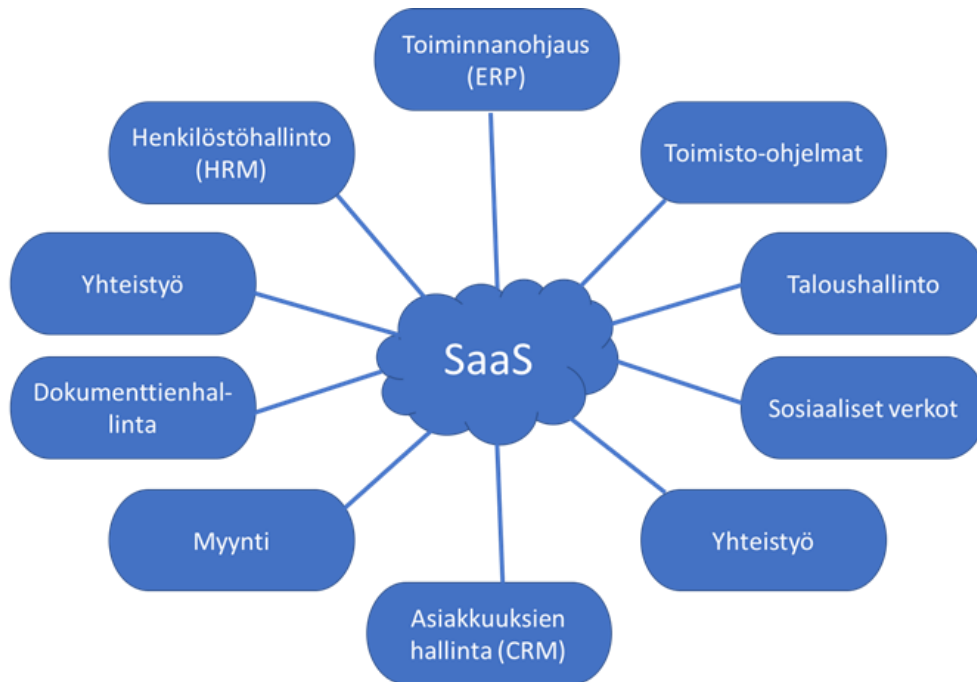 Toiminnanohjaus
(ERP)
Henkilöstöhallinto
(HRM)
Toimisto-ohjelmat
Yhteistyö
Taloushallinto
SaaS
Dokumenttienhal-
linta
Sosiaaliset verkot
Myynti
Yhteistyö
Asiakkuuksien
hallinta (CRM)